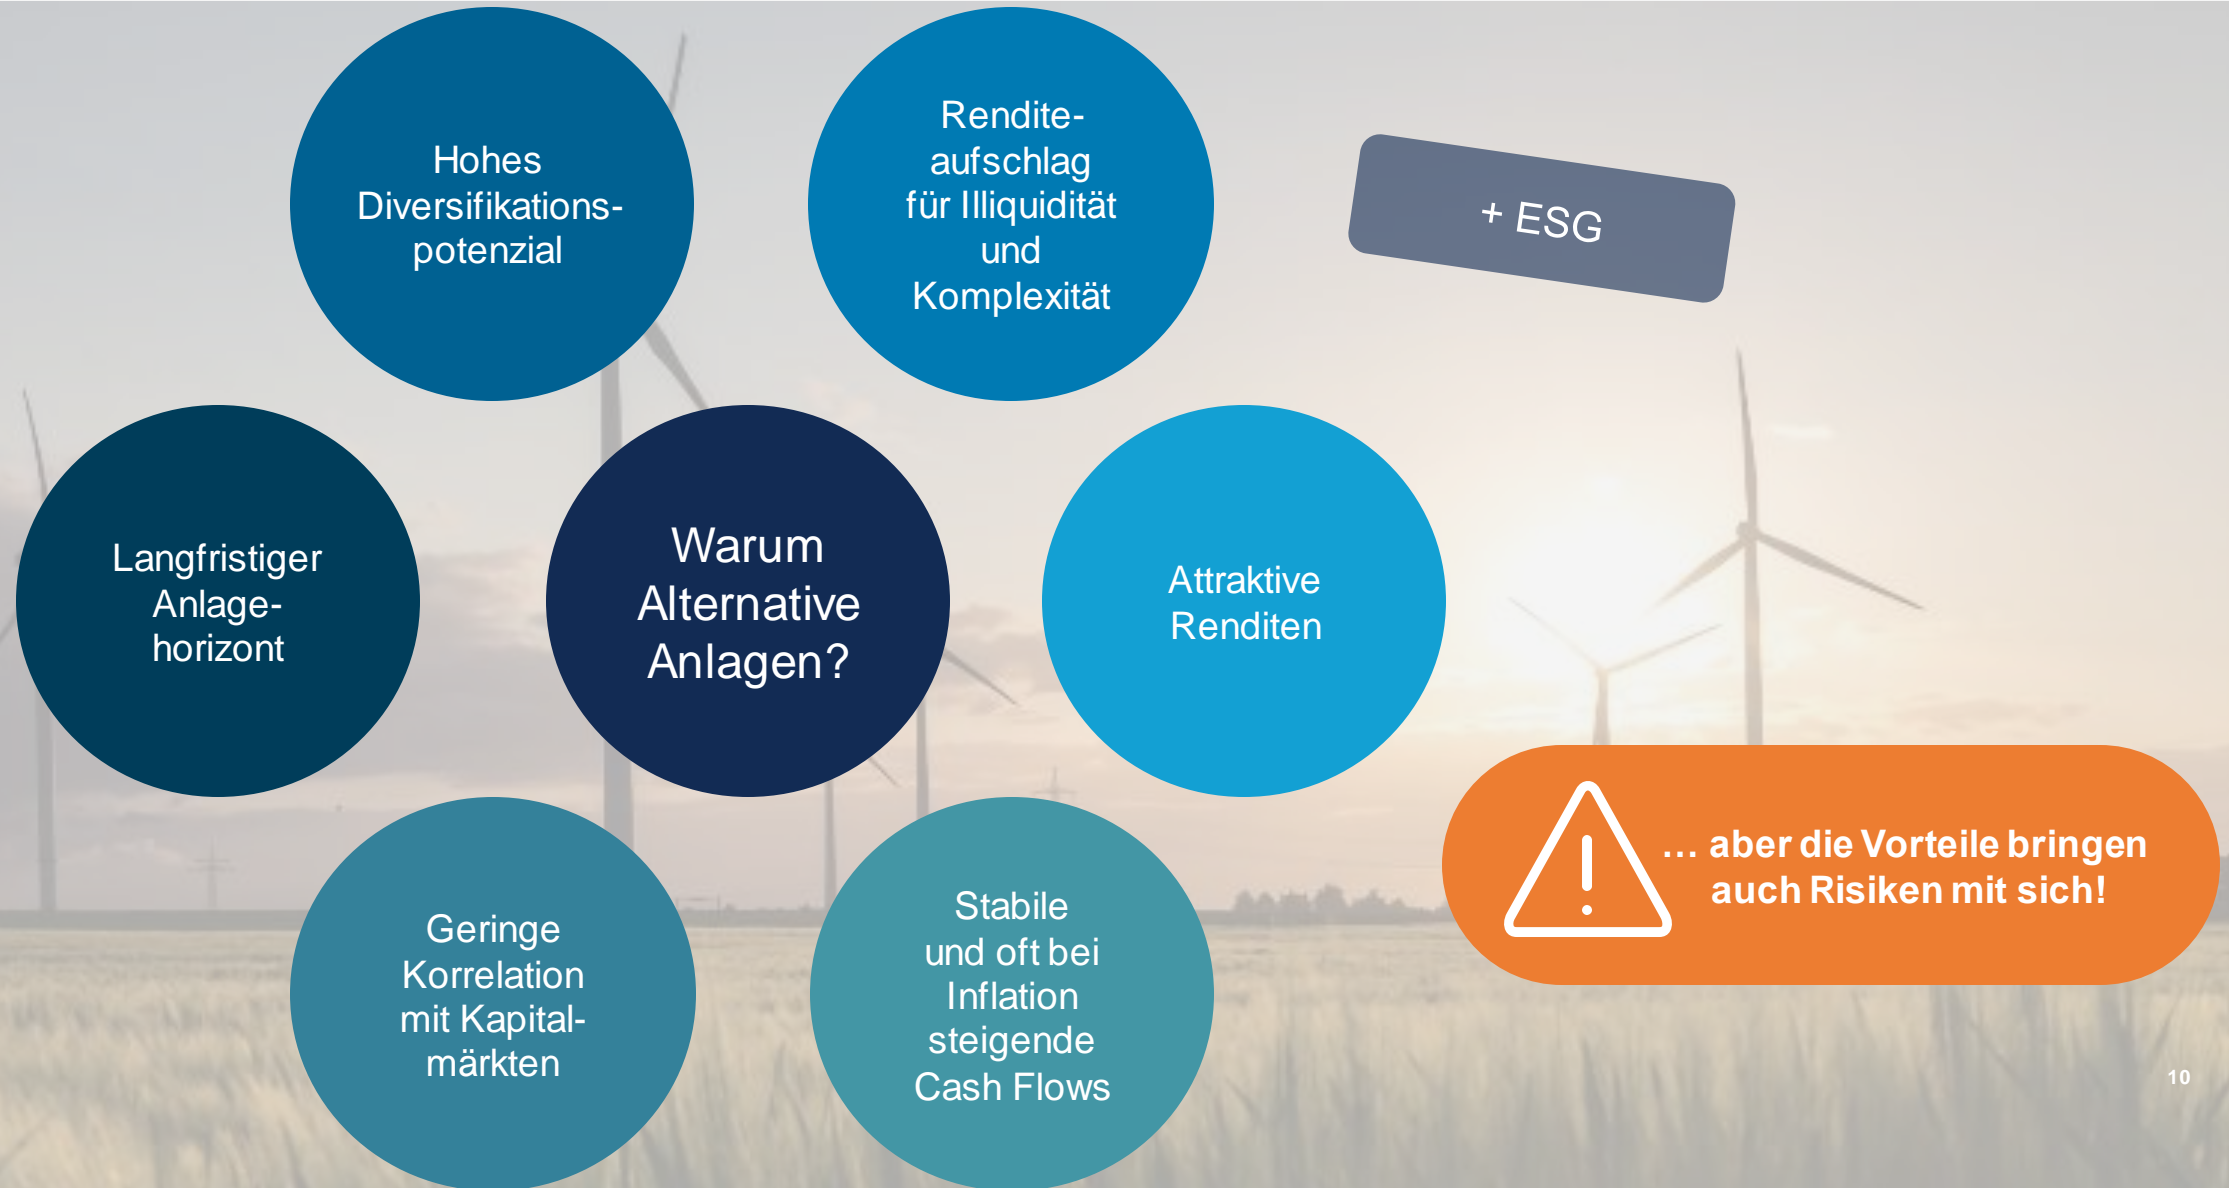 Hohes
Diversifikations-
potenzial
Rendite-
aufschlag
für Illiquidität
und
Komplexität
+ ESG
Langfristiger
Anlage-
horizont
Warum
Alternative
Anlagen?
Attraktive
Renditen
... aber die Vorteile bringen
auch Risiken mit sich!
Geringe
Korrelation
mit Kapital-
märkten
Stabile
und oft bei
Inflation
steigende
Cash Flows
10